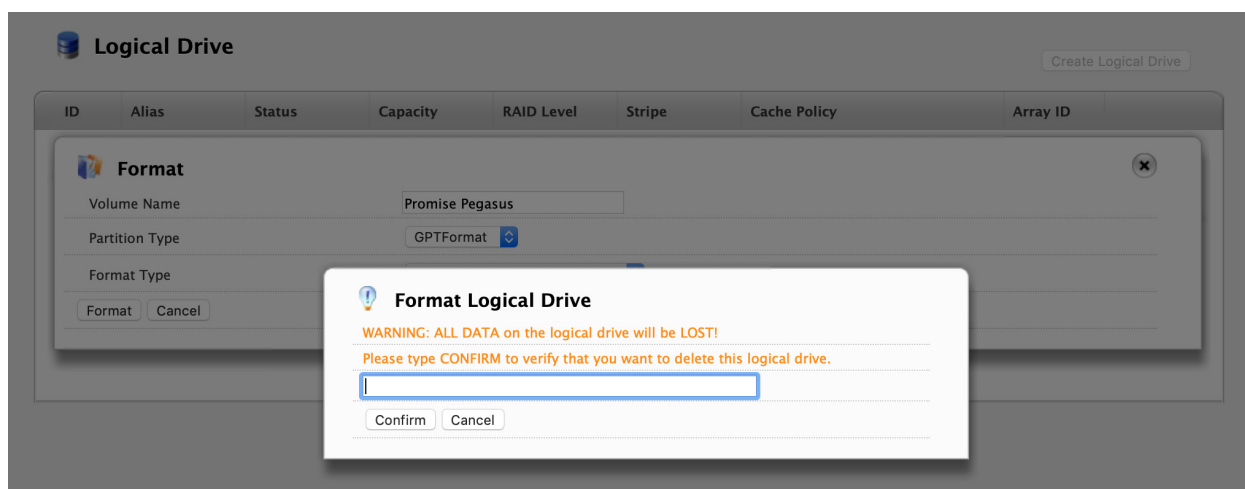 Logical Drive
Create Logical Drive
ID Alias Status Capacity RAID Level Stripe Cache Policy Array ID
Format
Volume Name Promise Pegasus
Partition Type GPTFormat
Format Type
Format Cancel
Format Logical Drive
WARNING: ALL DATA on the logical drive will be LOST!
Please type CONFIRM to verify that you want to delete this logical drive.
Confirm Cancel